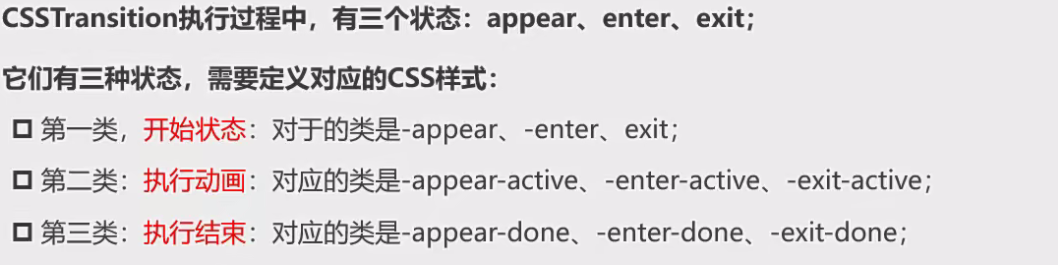 CSSTransition执行过程中，有三个状态：appear、enter、exit；
它们有三种状态，需要定义对应的CSS样式：
第一类，开始状态：对于的类是-appear、-enter、exit；
第二类：执行动画：对应的类是-appear-active、-enter-active、-exit-active；
第三类：执行结束：对应的类是-appear-done、-enter-done、-exit-done；